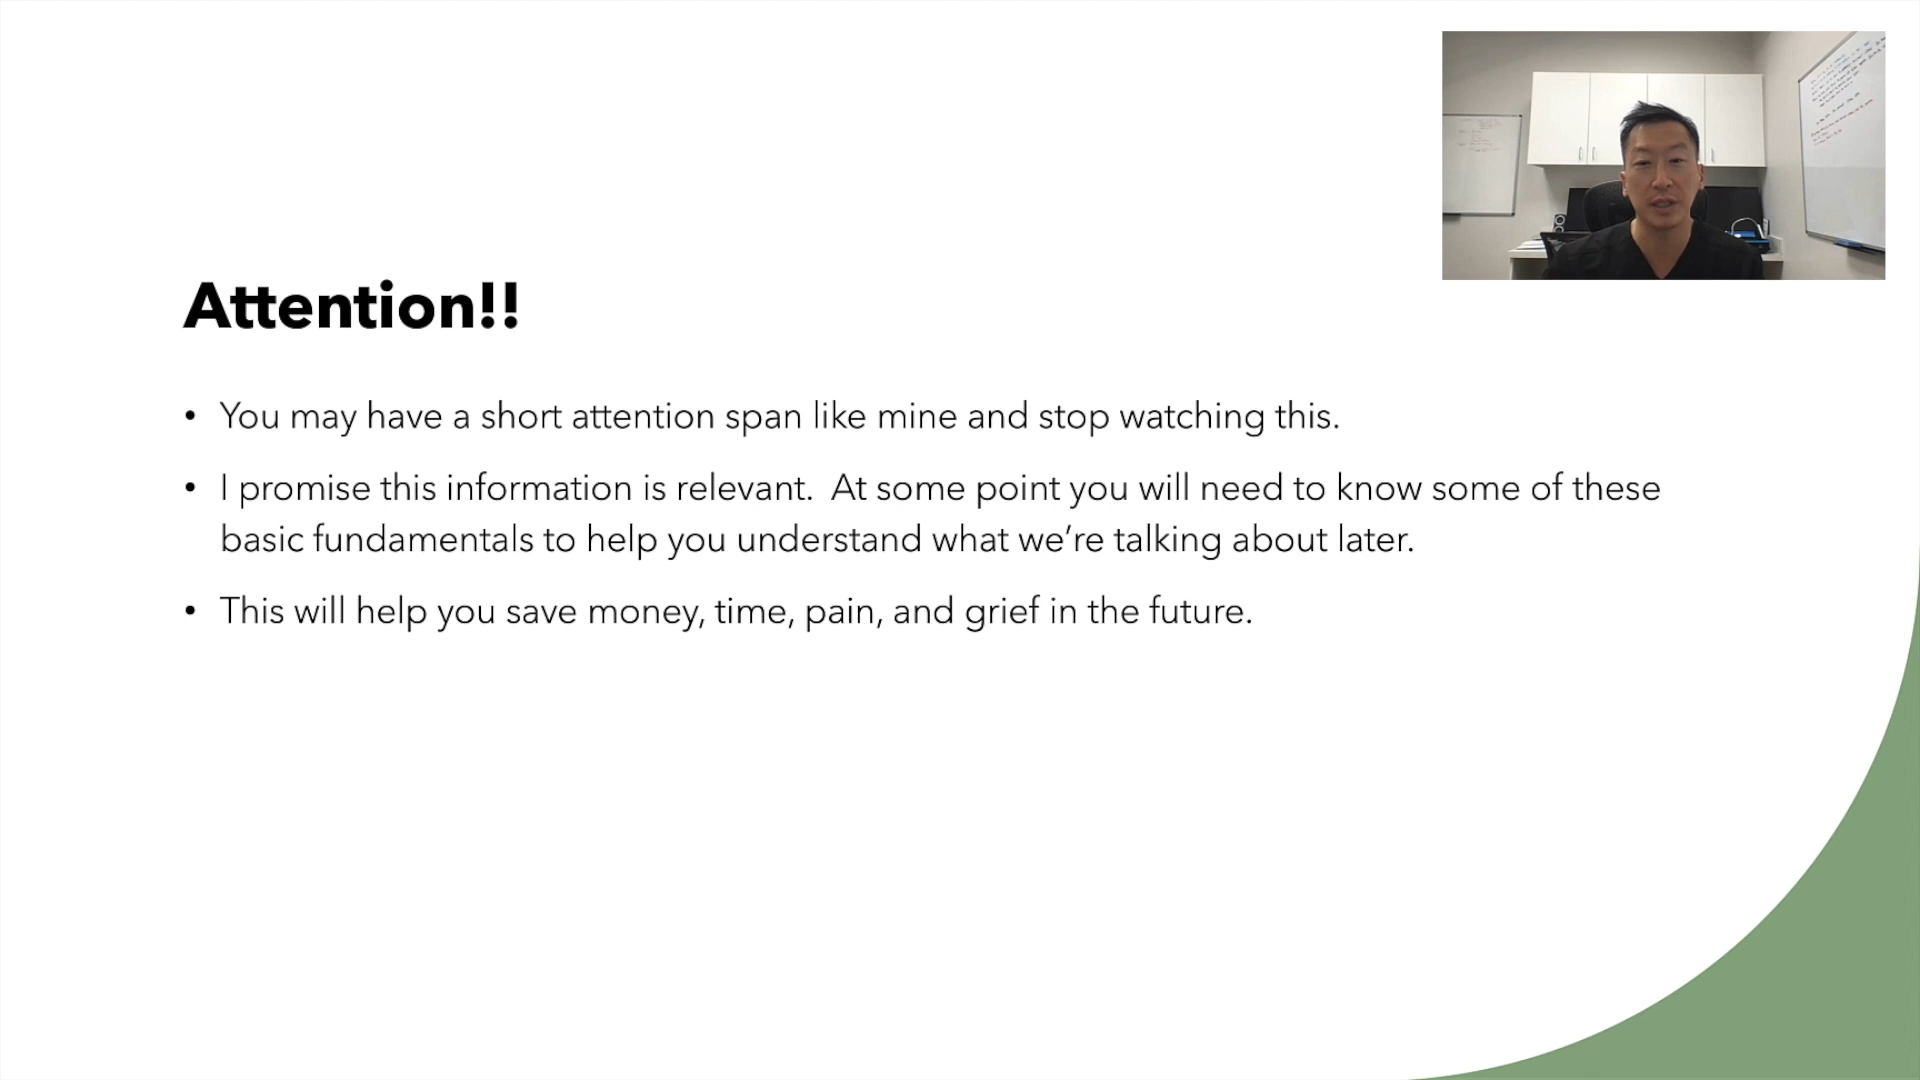 Attention!!
• You may have a short attention span like mine and stop watching this.
• I promise this information is relevant.  At some point you will need to know some of these
basic fundamentals to help you understand what we’re talking about later.
• This will help you save money, time, pain, and grief in the future.